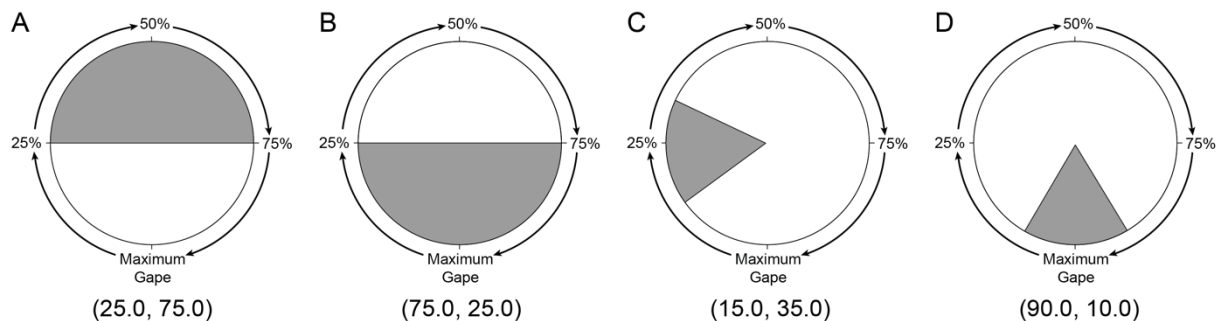 A
50%
25%
75%
Maximum
Gape
(25.0, 75.0)
B
50%
25%
75%
Maximum
Gape
(75.0, 25.0)
C
50%
25%
75%
Maximum
Gape
(15.0, 35.0)
D
50%
25%
75%
Maximum
Gape
(90.0, 10.0)